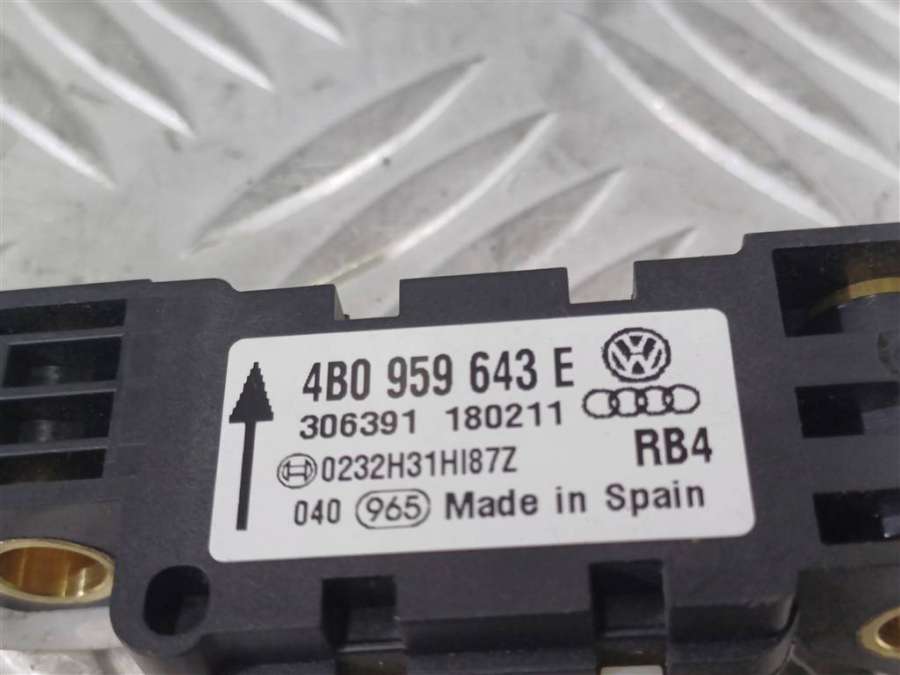 4B0 959 643 E
306391 180211
0232H31HI87Z RB4
040 965 Made in Spain